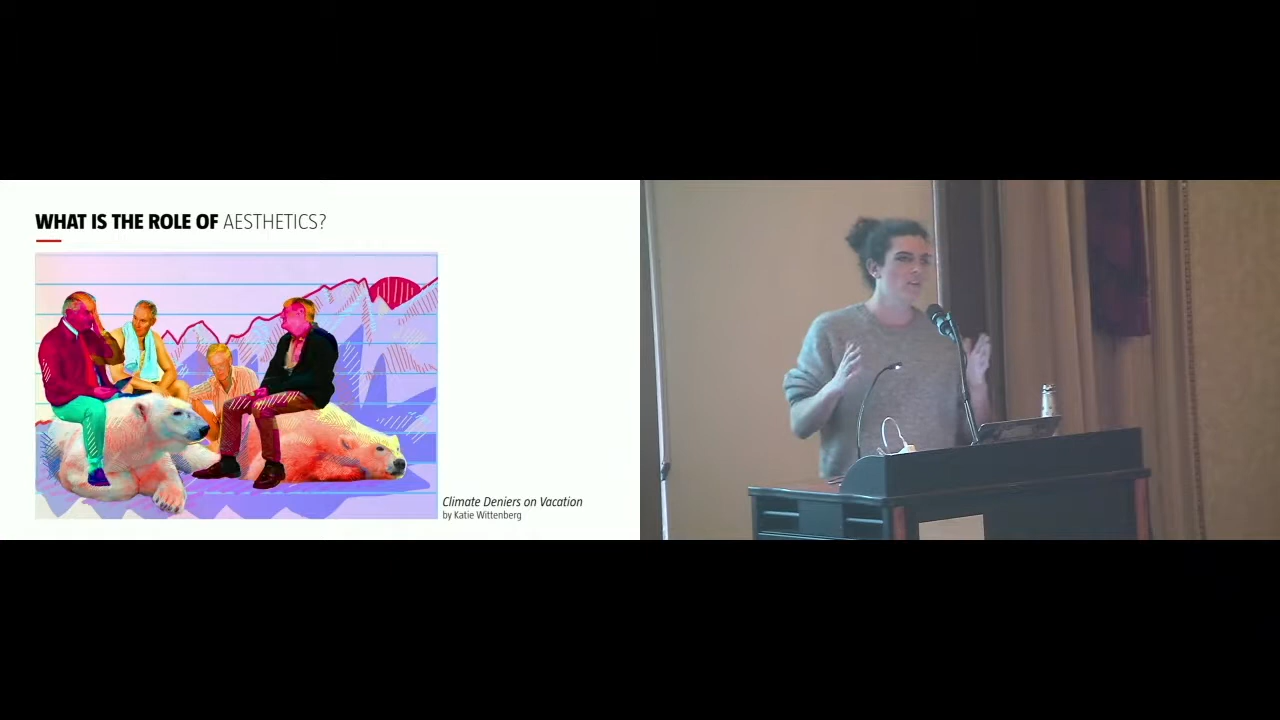 WHAT IS THE ROLE OF AESTHETICS?
Climate Deniers on Vacation
by Katie Wittenberg